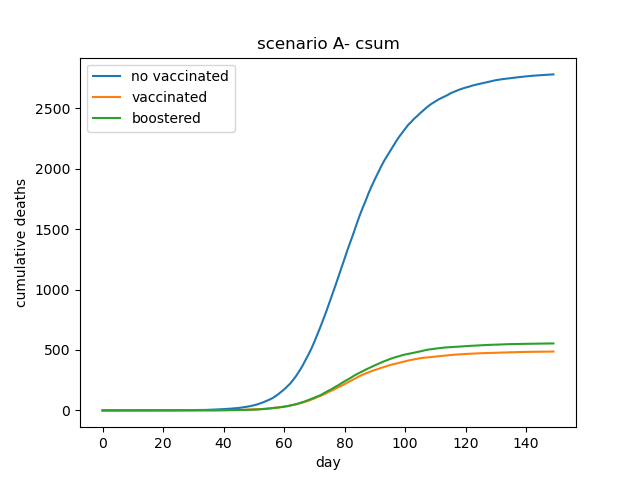 scenario A- csum
no vaccinated
vaccinated
boostered
cumulative deaths
2500
2000
1500
1000
500
0
0 20 40 60 80 100 120 140
day